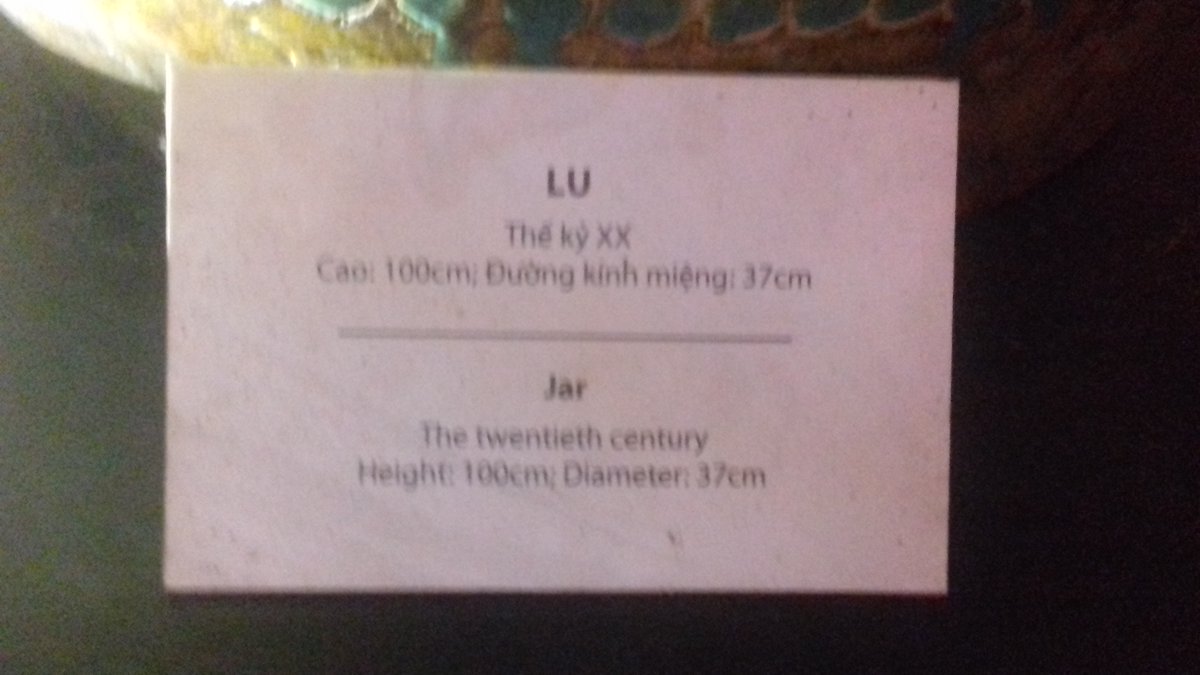 LU
Thế kỷ XX
Cao: 100cm; Đường kính miệng: 37cm
Jar
The twentieth century
Height: 100cm; Diameter: 37cm